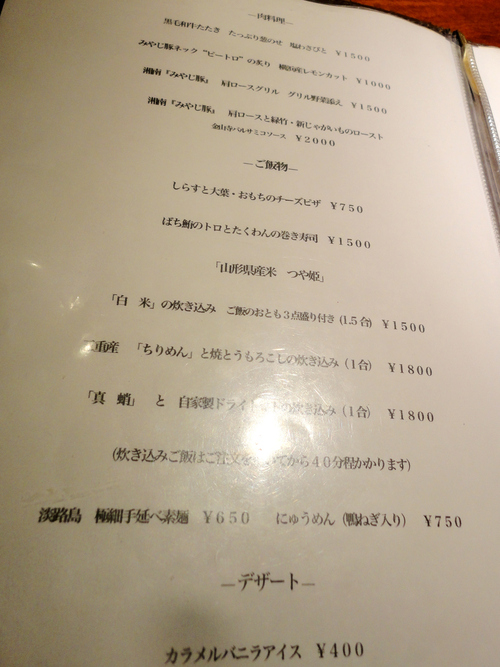 ―肉料理―
黒毛和牛たたき たっぷり葱のせ 塩わさびと ￥1500
みやじ豚ネック “ピートロ”の炙り 横浜産レモンカット ￥1000
湘南『みやじ豚』 肩ロースグリル グリル野菜添え ￥1500
湘南『みやじ豚』 肩ロースと緑竹・新じゃがいものロースト
金山寺バルサミコソース ￥2000
―ご飯物―
しらすと大葉・おもちのチーズピザ ￥750
ばち鮪のトロとたくわんの巻き寿司 ￥1500
「山形県産米 つや姫」
「白 米」の炊き込み ご飯のおとも3点盛り付き (1.5合) ￥1500
重産 「ちりめん」と焼とうもろこしの炊き込み (1合) ￥1800
「真 蛸」 と 自家製ドライトマトの炊き込み (1合) ￥1800
(炊き込みご飯はご注文を いてから40分程かかります)
淡路島 極細手延べ素麺 ￥650 にゅうめん (鴨ねぎ入り) ￥750
―デザート―
カラメルバニラアイス ￥400